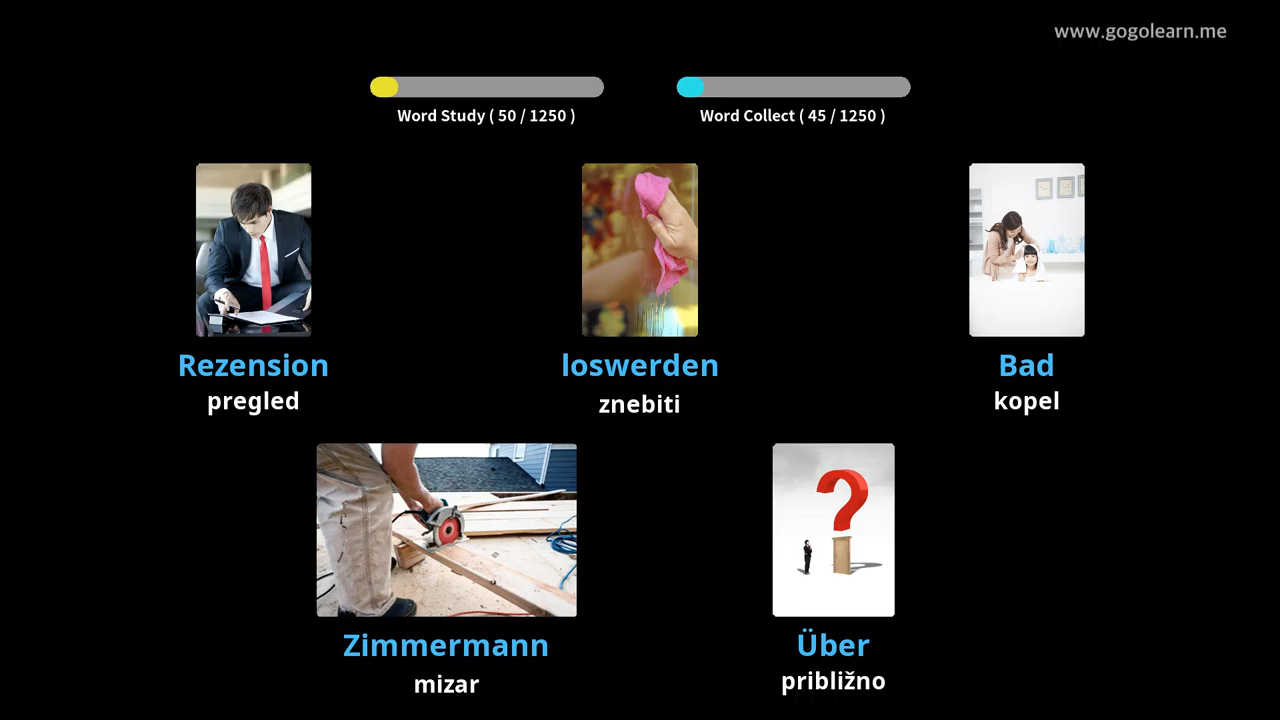 www.gogolearn.me
Word Study ( 50 / 1250 )
Word Collect ( 45 / 1250 )
Rezension
pregled
loswerden
znebiti
Bad
kopel
Zimmermann
mizar
Über
približno